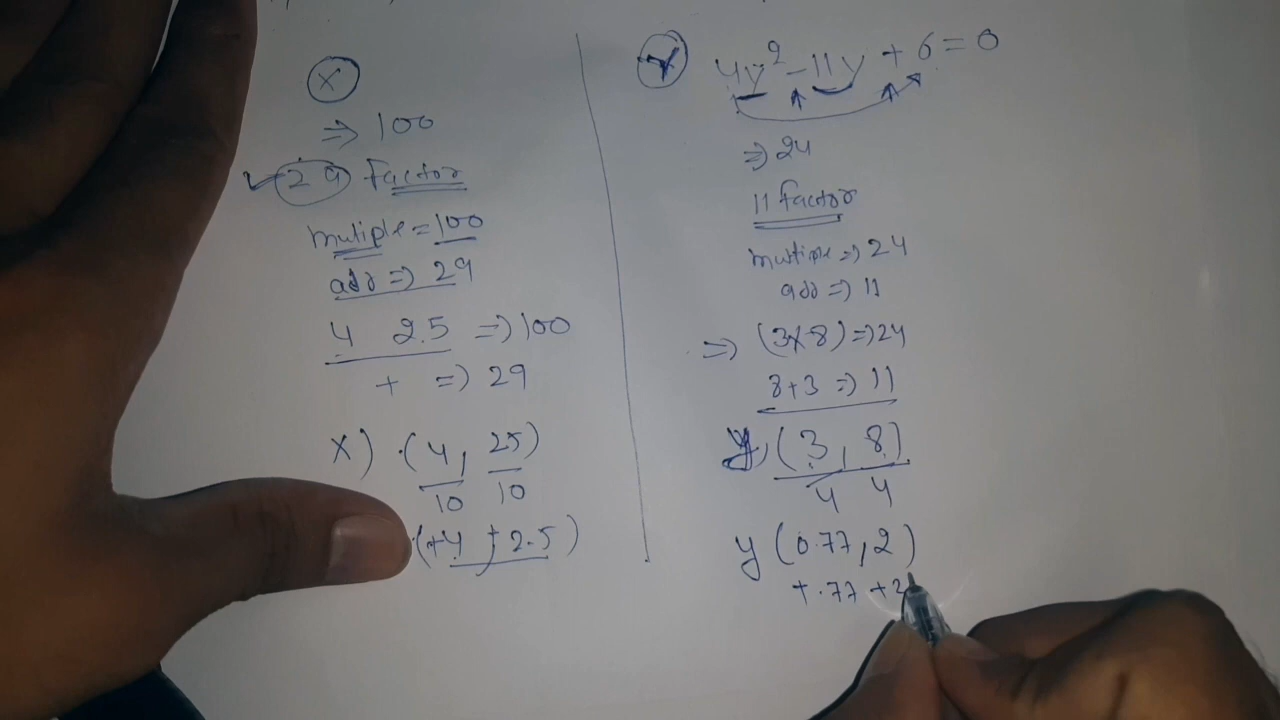 X
=> 100
29 Factor
mutiple = 100
add => 29
4 2.5 => 100
+ => 29
X) (4, 25)
10 10
(+4 +2.5)
Y 4y² - 11y + 6 = 0
=> 24
11 Factor
multiple => 24
add => 11
=> (3x8) => 24
8+3 => 11
y) (3, 8)
4 4
y (0.77, 2)
+.77 +2